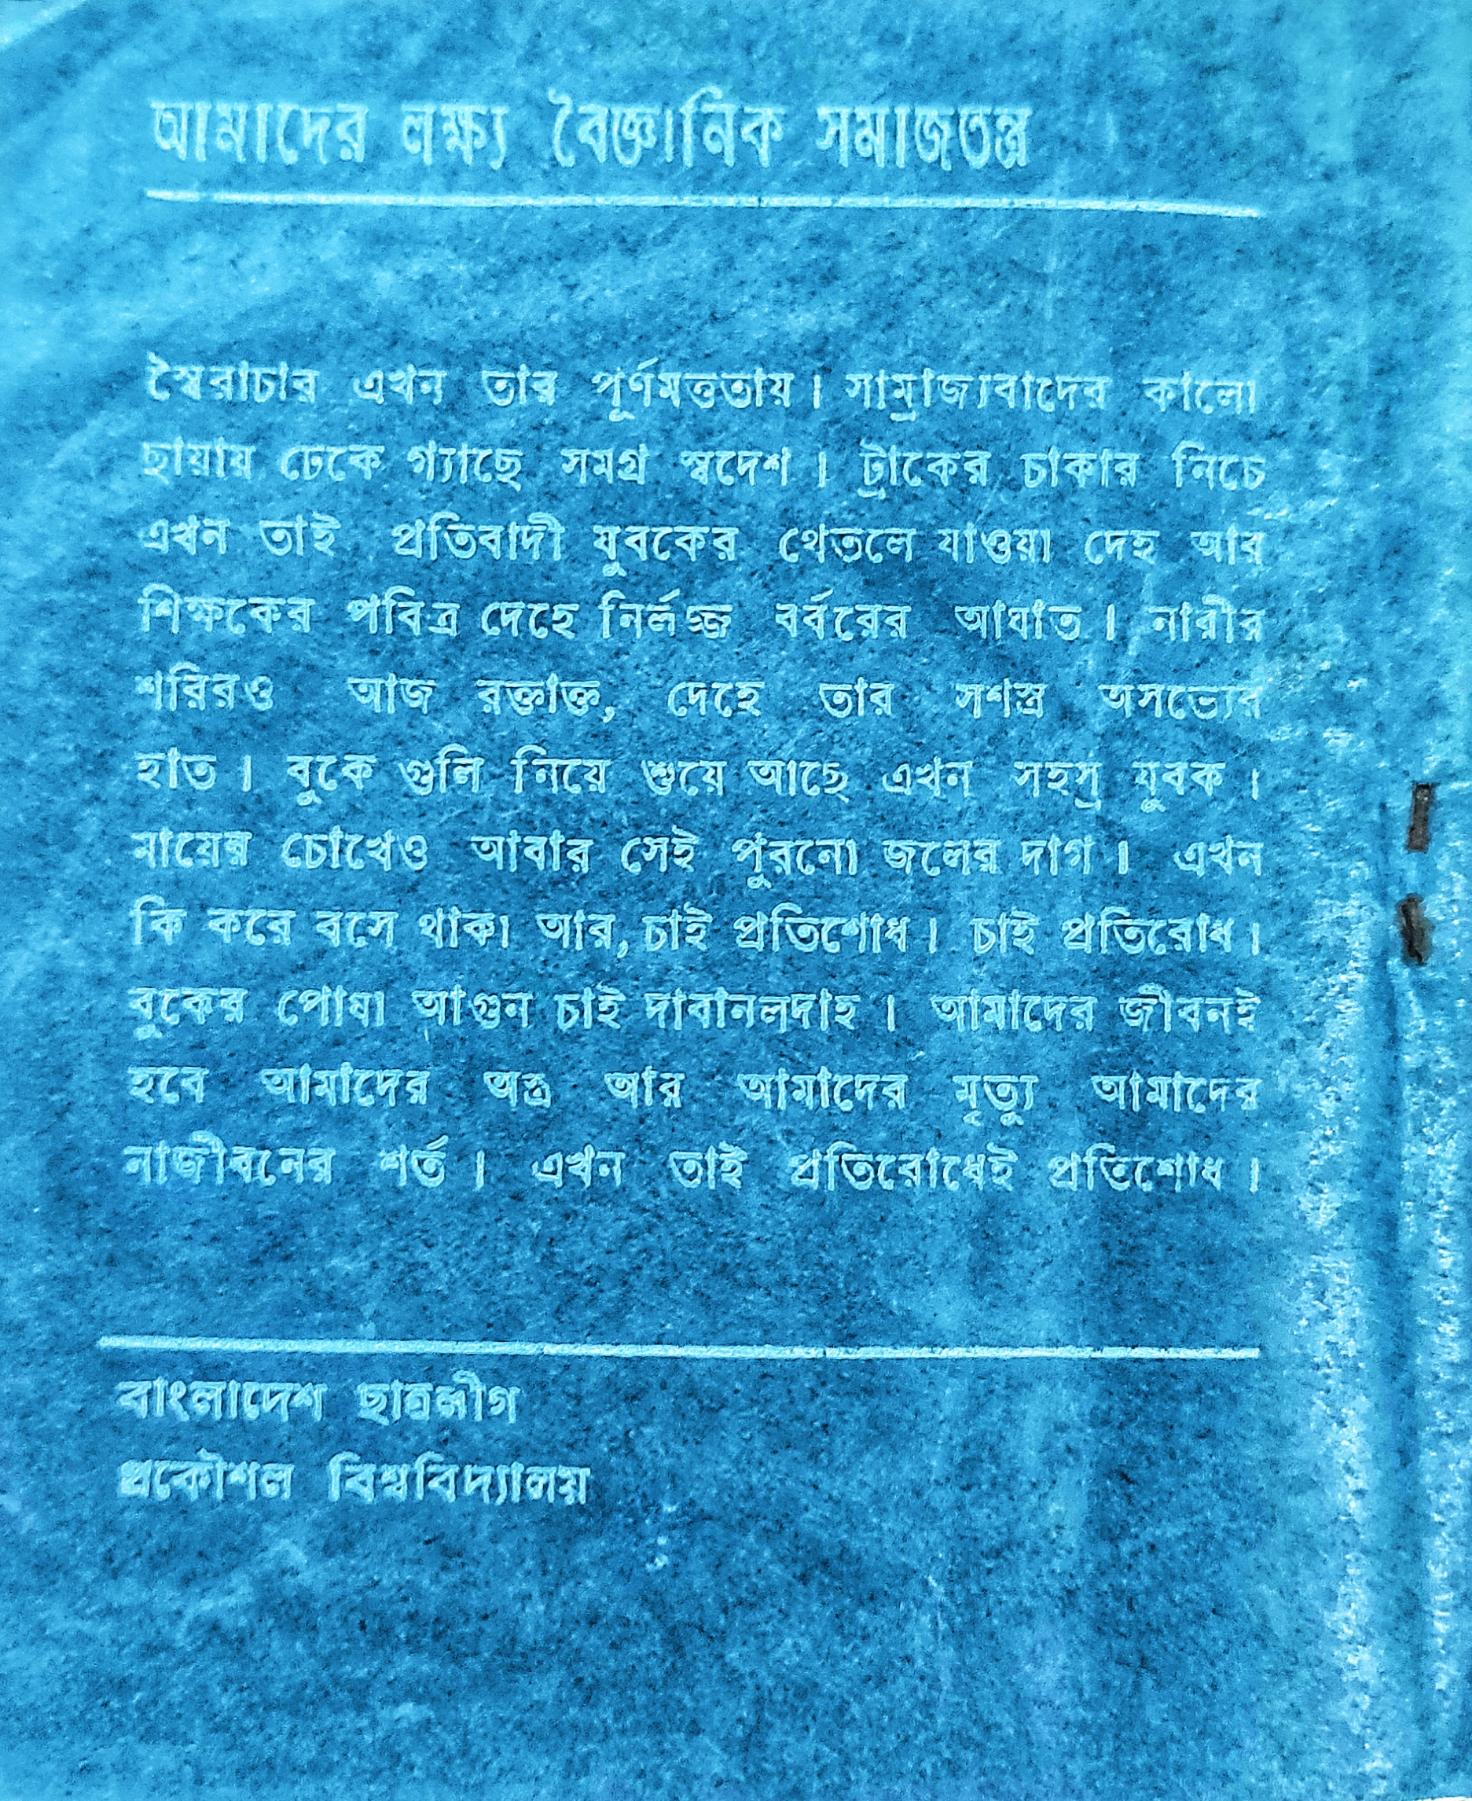 আমাদের লক্ষ্য বৈজ্ঞানিক সমাজতন্ত্র
স্বৈরাচার এখন তার পূর্ণমত্ততায়। সাম্রাজ্যবাদের কালো
ছায়ায় ঢেকে গ্যাছে সমগ্র স্বদেশ। ট্রাকের চাকার নিচে
এখন তাই প্রতিবাদী যুবকের থেতলে যাওয়া দেহ আর
শিক্ষকের পবিত্র দেহে নির্লজ্জ বর্বরের আঘাত। নারীর
শরিরও আজ রক্তাক্ত, দেহে তার সশস্ত্র অসভ্যের
হাত। বুকে গুলি নিয়ে শুয়ে আছে এখন সহস্র যুবক।
মায়ের চোখেও আবার সেই পুরনো জলের দাগ। এখন
কি করে বসে থাকা আর, চাই প্রতিশোধ। চাই প্রতিরোধ।
বুকের পোষা আগুন চাই দাবানলদাহ। আমাদের জীবনই
হবে আমাদের অস্ত্র আর আমাদের মৃত্যু আমাদের
নাজীবনের শর্ত। এখন তাই প্রতিরোধেই প্রতিশোধ।
বাংলাদেশ ছাত্রলীগ
প্রকৌশল বিশ্ববিদ্যালয়